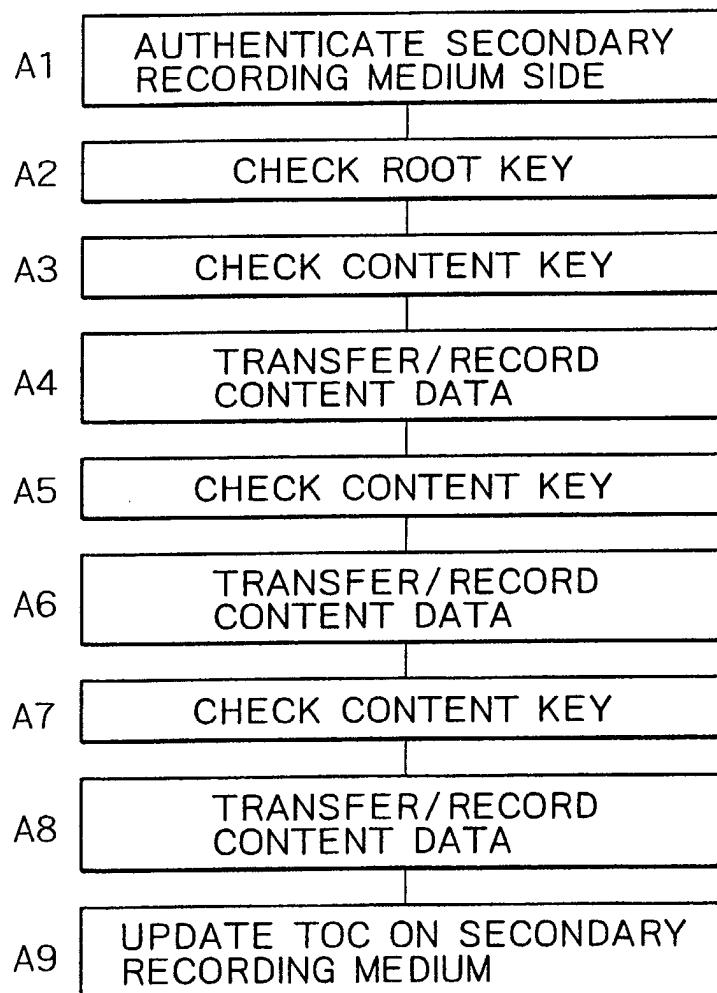 A1
AUTHENTICATE SECONDARY
RECORDING MEDIUM SIDE
A2
CHECK ROOT KEY
A3
CHECK CONTENT KEY
A4
TRANSFER/RECORD
CONTENT DATA
A5
CHECK CONTENT KEY
A6
TRANSFER/RECORD
CONTENT DATA
A7
CHECK CONTENT KEY
A8
TRANSFER/RECORD
CONTENT DATA
A9
UPDATE TOC ON SECONDARY
RECORDING MEDIUM